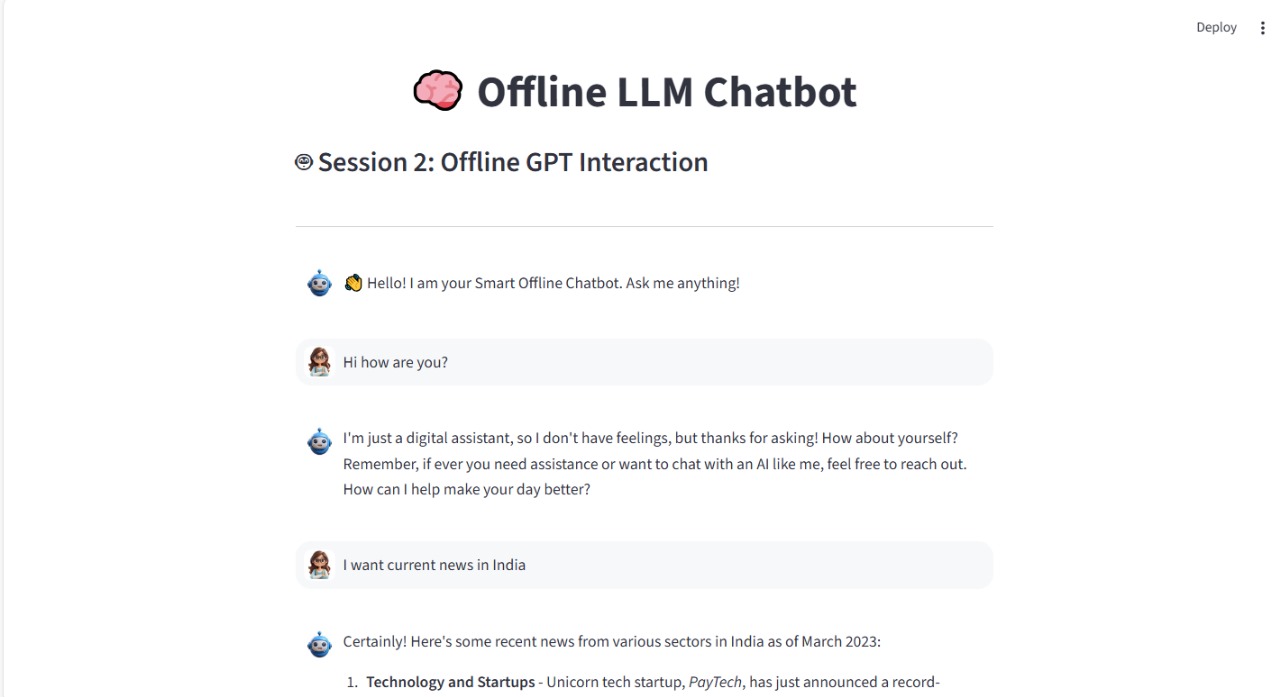 Deploy
Offline LLM Chatbot
Session 2: Offline GPT Interaction
Hello! I am your Smart Offline Chatbot. Ask me anything!
Hi how are you?
I'm just a digital assistant, so I don't have feelings, but thanks for asking! How about yourself?
Remember, if ever you need assistance or want to chat with an AI like me, feel free to reach out.
How can I help make your day better?
I want current news in India
Certainly! Here's some recent news from various sectors in India as of March 2023:
1. Technology and Startups - Unicorn tech startup, PayTech, has just announced a record-